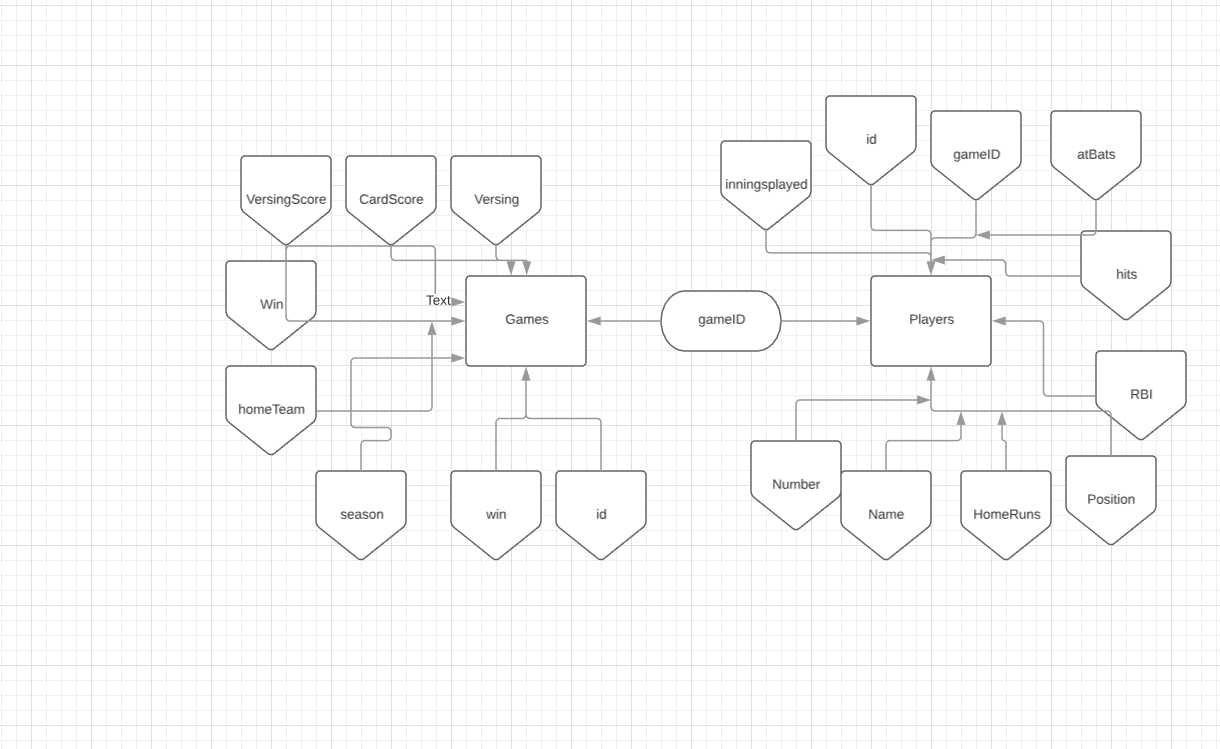 id
gameID
atBats
inningsplayed
VersingScore
CardScore
Versing
hits
Win
Text
Games
gameID
Players
homeTeam
RBI
season
win
id
Number
Name
HomeRuns
Position